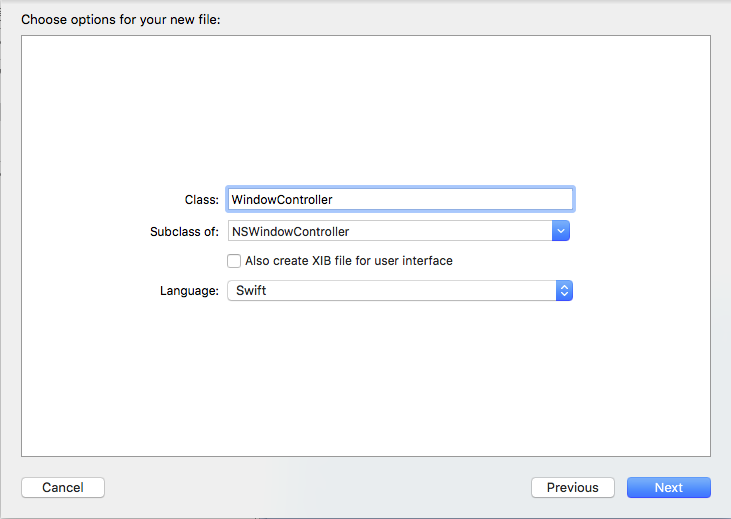 Choose options for your new file:
Class: WindowController
Subclass of: NSWindowController
Also create XIB file for user interface
Language: Swift
Cancel Previous Next